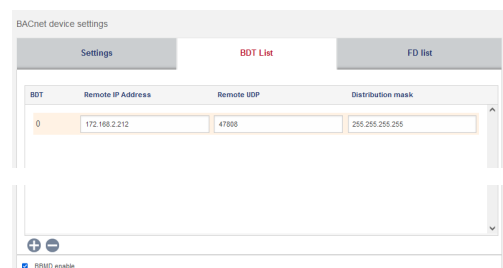 BACnet device settings
Settings BDT List FD list
BDT Remote IP Address Remote UDP Distribution mask
0 172.168.2.212 47808 255.255.255.255
BBMD enable